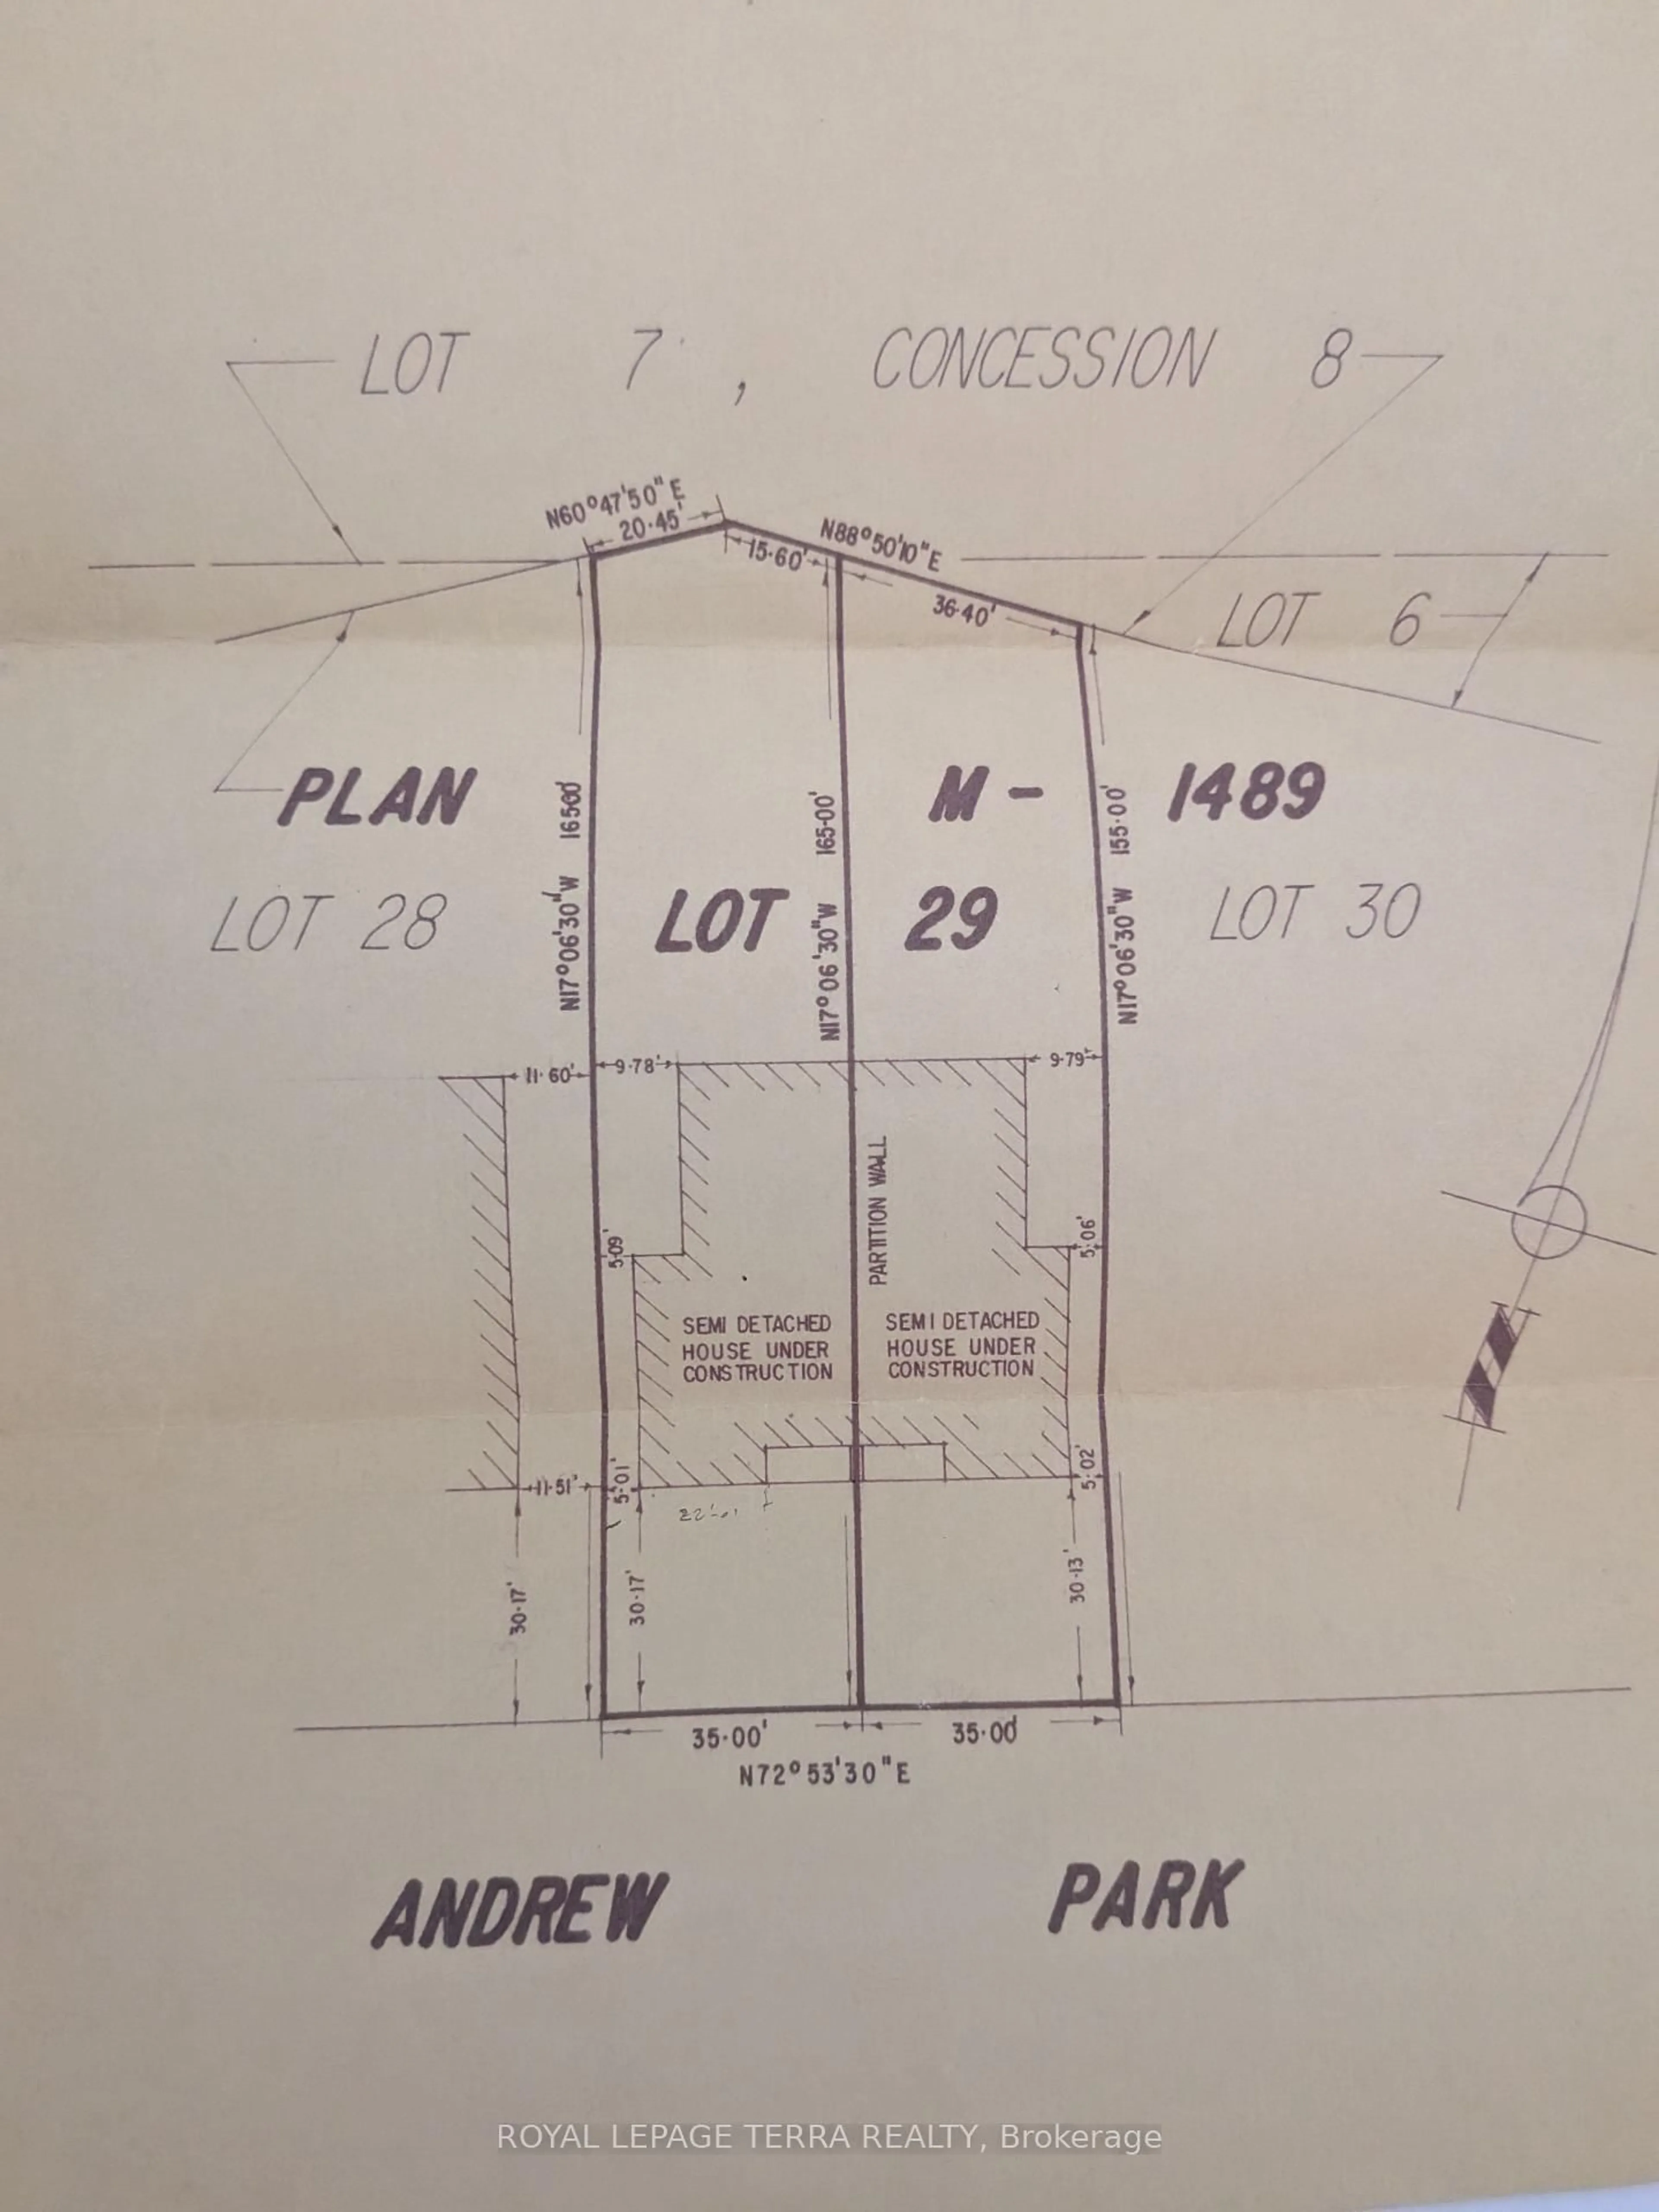 LOT 7, CONCESSION 8
N60°47'50"E
20·45'
N88°50'10"E
15·60'
36·40'
LOT 6
PLAN M - 1489
N17°06'30"W 165·00'
N17°06'30"W 165·00'
N17°06'30"W 155·00'
LOT 28
LOT 29
LOT 30
11·60'
9·78'
9·79'
PARTITION WALL
5·09'
5·06'
SEMI DETACHED
HOUSE UNDER
CONSTRUCTION
SEMI DETACHED
HOUSE UNDER
CONSTRUCTION
11·51'
5·01'
5·02'
30·17'
30·17'
30·13'
35·00'
35·00'
N72°53'30"E
ANDREW PARK
ROYAL LEPAGE TERRA REALTY, Brokerage